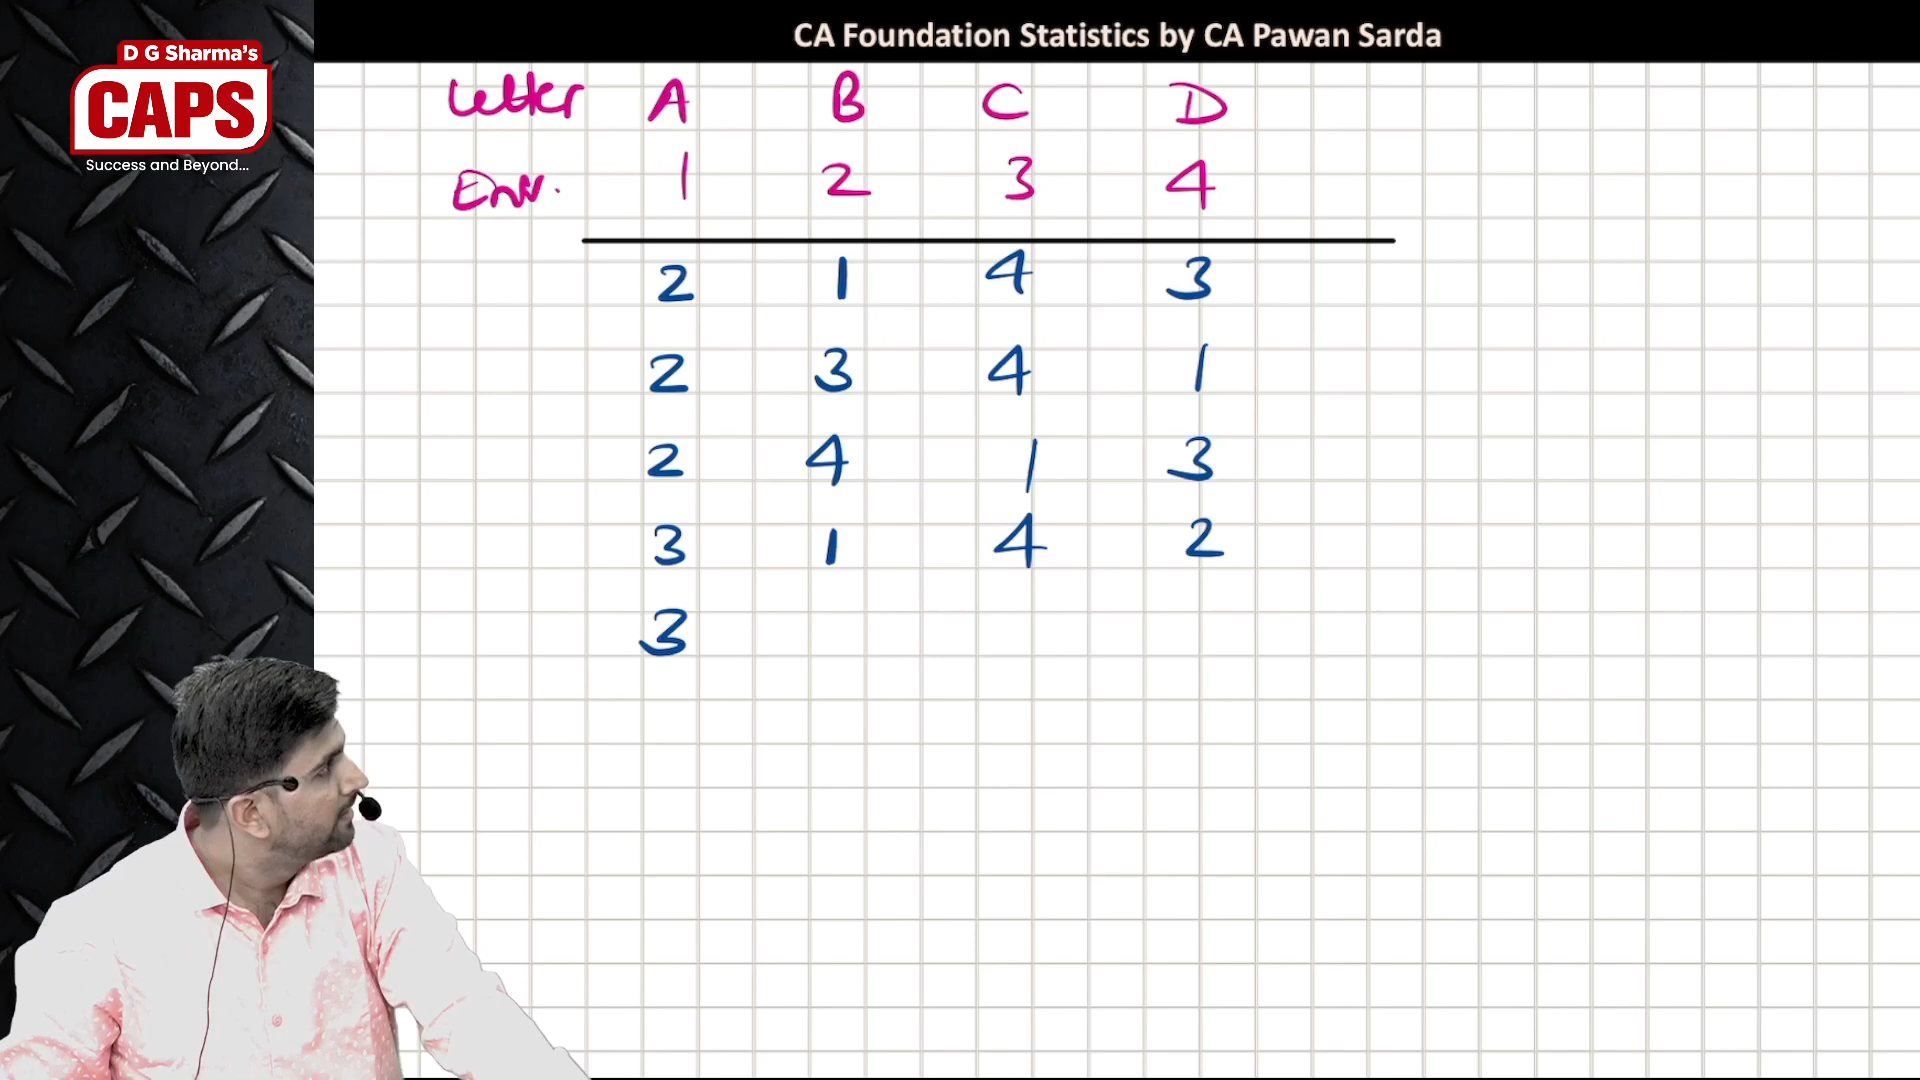 CA Foundation Statistics by CA Pawan Sarda
D G Sharma's
CAPS
Success and Beyond...
Letter A B C D
Env. 1 2 3 4
2 1 4 3
2 3 4 1
2 4 1 3
3 1 4 2
3